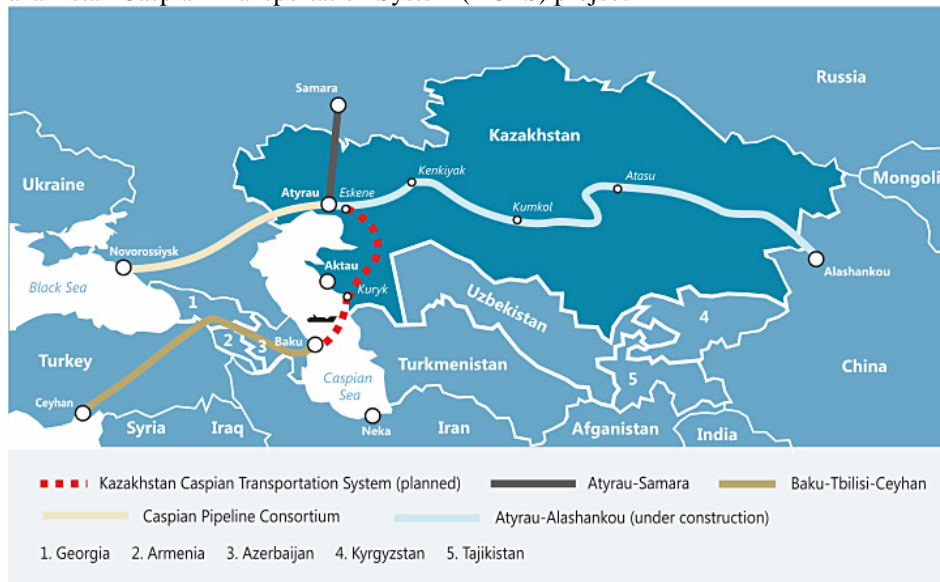 Caspian Transportation System
Russia
Samara
Kazakhstan
Ukraine
Mongoli
Kenkiyak
Atasu
Atyrau
Eskene
Kumkol
Novorossiysk
Alashankou
Aktau
Kuryk
Black Sea
Uzbekistan
1
4
2
3
Baku
Turkey
Turkmenistan
China
Caspian
Sea
5
Ceyhan
Syria
Iraq
Neka
Iran
Afganistan
India
Kazakhstan Caspian Transportation System (planned)
Atyrau-Samara
Baku-Tbilisi-Ceyhan
Caspian Pipeline Consortium
Atyrau-Alashankou (under construction)
1. Georgia 2. Armenia 3. Azerbaijan 4. Kyrgyzstan 5. Tajikistan